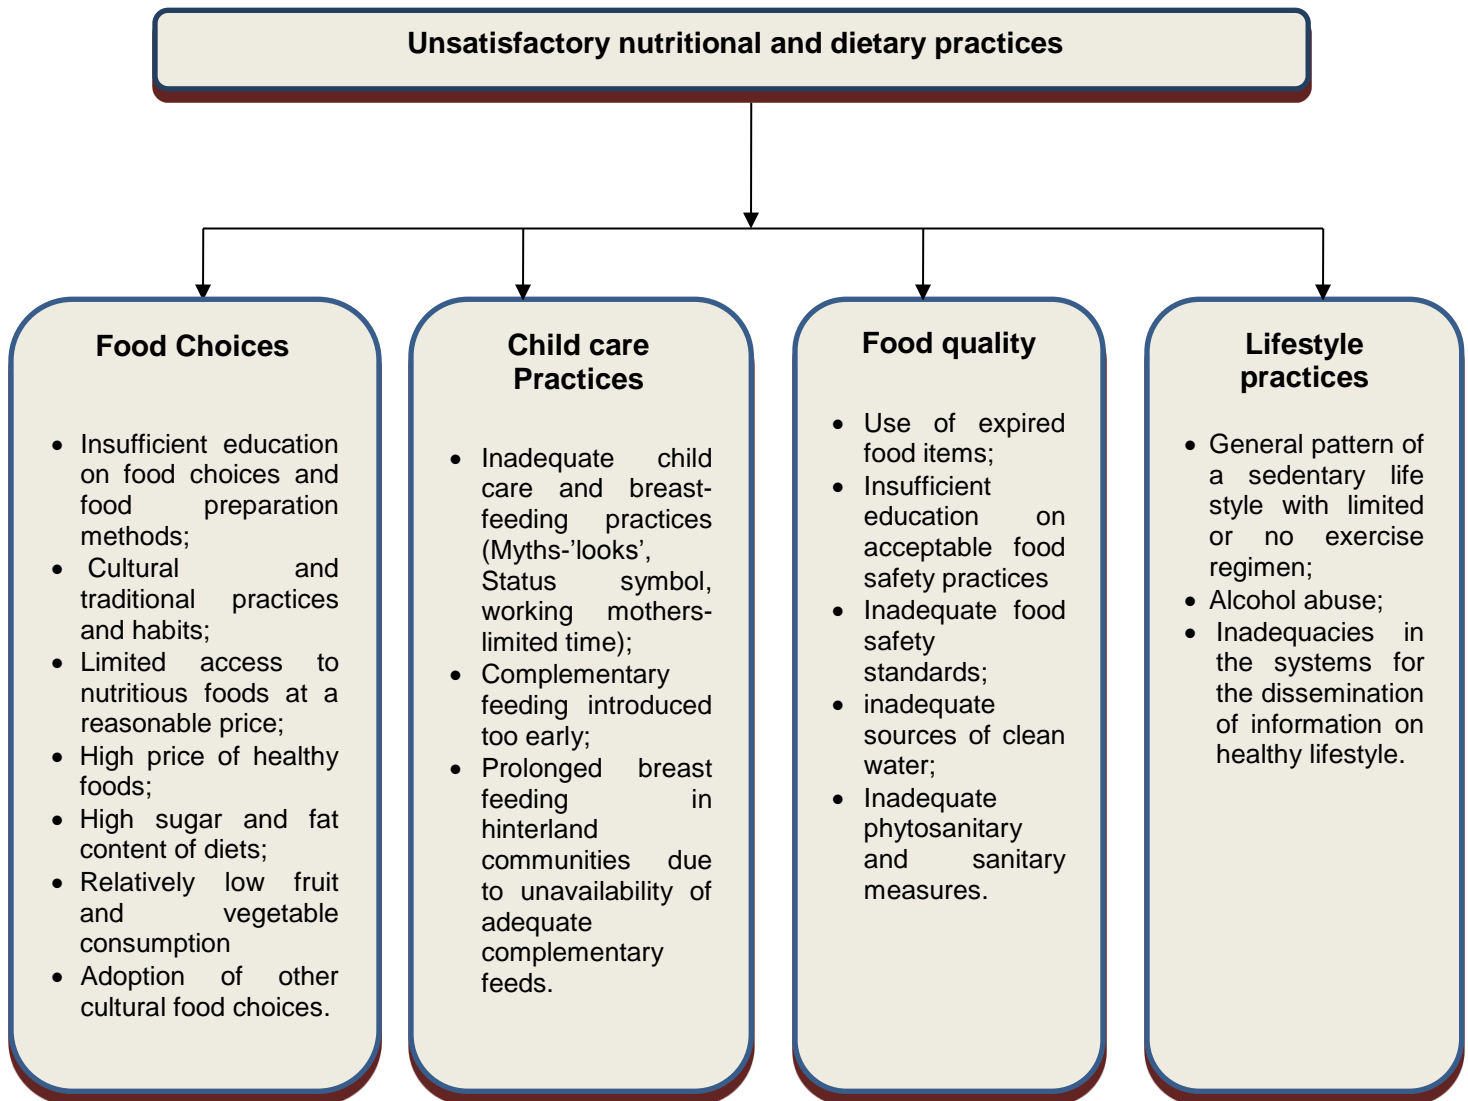 Unsatisfactory nutritional and dietary practices
Food Choices
• Insufficient education
on food choices and
food preparation
methods;
• Cultural and
traditional practices
and habits;
• Limited access to
nutritious foods at a
reasonable price;
• High price of healthy
foods;
• High sugar and fat
content of diets;
• Relatively low fruit
and vegetable
consumption
• Adoption of other
cultural food choices.
Child care
Practices
• Inadequate child
care and breast-
feeding practices
(Myths-'looks',
Status symbol,
working mothers-
limited time);
• Complementary
feeding introduced
too early;
• Prolonged breast
feeding in
hinterland
communities due
to unavailability of
adequate
complementary
feeds.
Food quality
• Use of expired
food items;
• Insufficient
education on
acceptable food
safety practices
• Inadequate food
safety
standards;
• inadequate
sources of clean
water;
• Inadequate
phytosanitary
and sanitary
measures.
Lifestyle
practices
• General pattern of
a sedentary life
style with limited
or no exercise
regimen;
• Alcohol abuse;
• Inadequacies in
the systems for
the dissemination
of information on
healthy lifestyle.